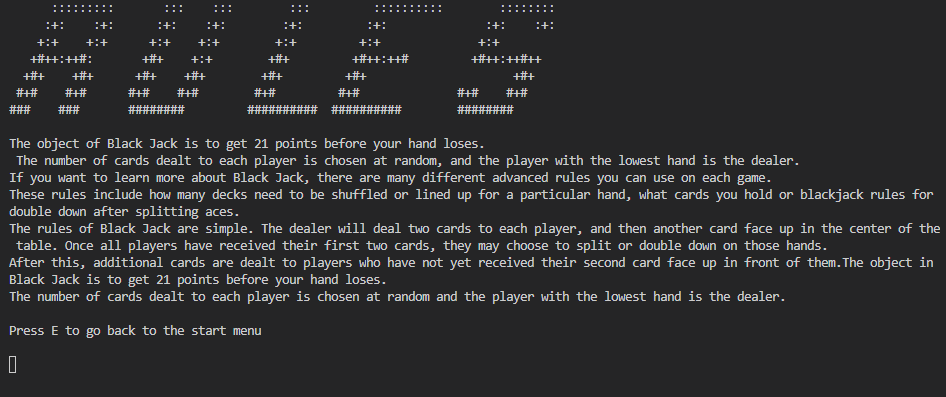 RULES
The object of Black Jack is to get 21 points before your hand loses.
The number of cards dealt to each player is chosen at random, and the player with the lowest hand is the dealer.
If you want to learn more about Black Jack, there are many different advanced rules you can use on each game.
These rules include how many decks need to be shuffled or lined up for a particular hand, what cards you hold or blackjack rules for
double down after splitting aces.
The rules of Black Jack are simple. The dealer will deal two cards to each player, and then another card face up in the center of the
table. Once all players have received their first two cards, they may choose to split or double down on those hands.
After this, additional cards are dealt to players who have not yet received their second card face up in front of them.The object in
Black Jack is to get 21 points before your hand loses.
The number of cards dealt to each player is chosen at random and the player with the lowest hand is the dealer.
Press E to go back to the start menu